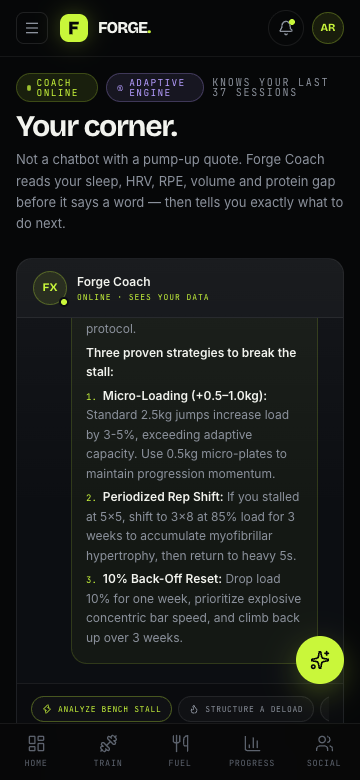 F FORGE.
AR
COACH ONLINE
ADAPTIVE ENGINE
KNOWS YOUR LAST 37 SESSIONS
Your corner.
Not a chatbot with a pump-up quote. Forge Coach
reads your sleep, HRV, RPE, volume and protein gap
before it says a word — then tells you exactly what to
do next.
FX
Forge Coach
ONLINE · SEES YOUR DATA
protocol.
Three proven strategies to break the
stall:
1. Micro-Loading (+0.5–1.0kg):
Standard 2.5kg jumps increase load
by 3-5%, exceeding adaptive
capacity. Use 0.5kg micro-plates to
maintain progression momentum.
2. Periodized Rep Shift: If you stalled
at 5×5, shift to 3×8 at 85% load for 3
weeks to accumulate myofibrillar
hypertrophy, then return to heavy 5s.
3. 10% Back-Off Reset: Drop load
10% for one week, prioritize explosive
concentric bar speed, and climb back
up over 3 weeks.
ANALYZE BENCH STALL
STRUCTURE A DELOAD
HOME
TRAIN
FUEL
PROGRESS
SOCIAL